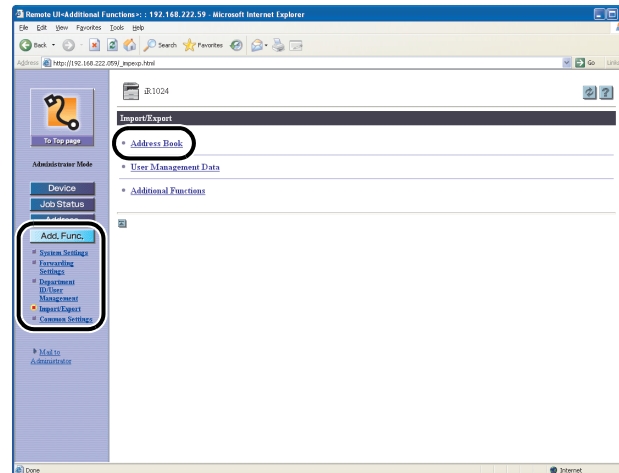 Remote UI<Additional Functions>: : 192.168.222.59 - Microsoft Internet Explorer
File Edit View Favorites Tools Help
Back Search Favorites
Address http://192.168.222.059/_impexp.html Go Links
iR1024
Import/Export
To Top page
Address Book
Administrator Mode
User Management Data
Device
Additional Functions
Job Status
Address
Add. Func.
System Settings
Forwarding
Settings
Department
ID/User
Management
Import/Export
Common Settings
Mail to
Administrator
Done Internet